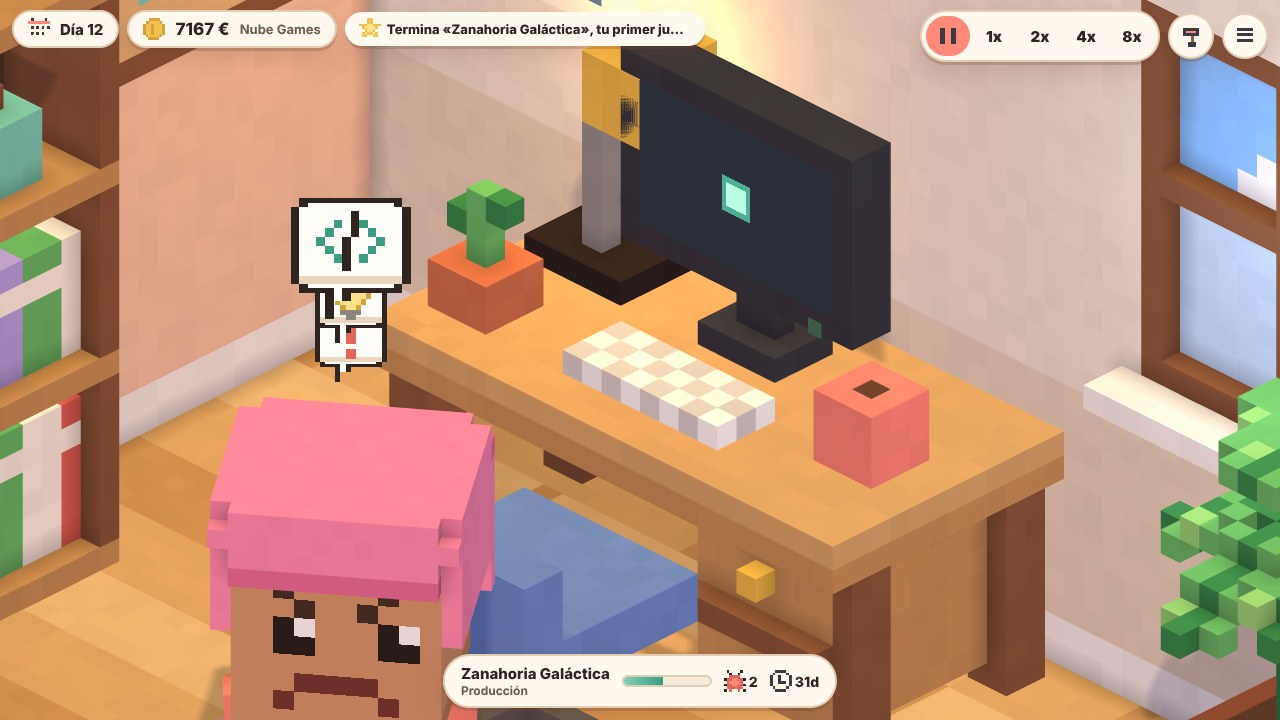 Día 12
7167 € Nube Games
Termina «Zanahoria Galáctica», tu primer ju...
1x 2x 4x 8x
Zanahoria Galáctica
Producción
2
31d